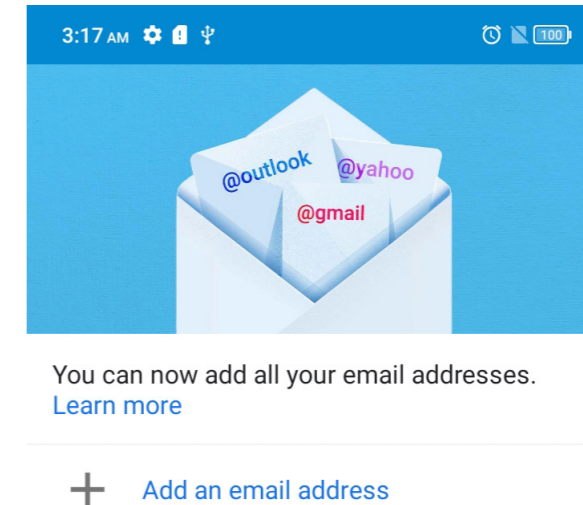 3:17 AM 100
@outlook @yahoo
@gmail
You can now add all your email addresses.
Learn more
Add an email address